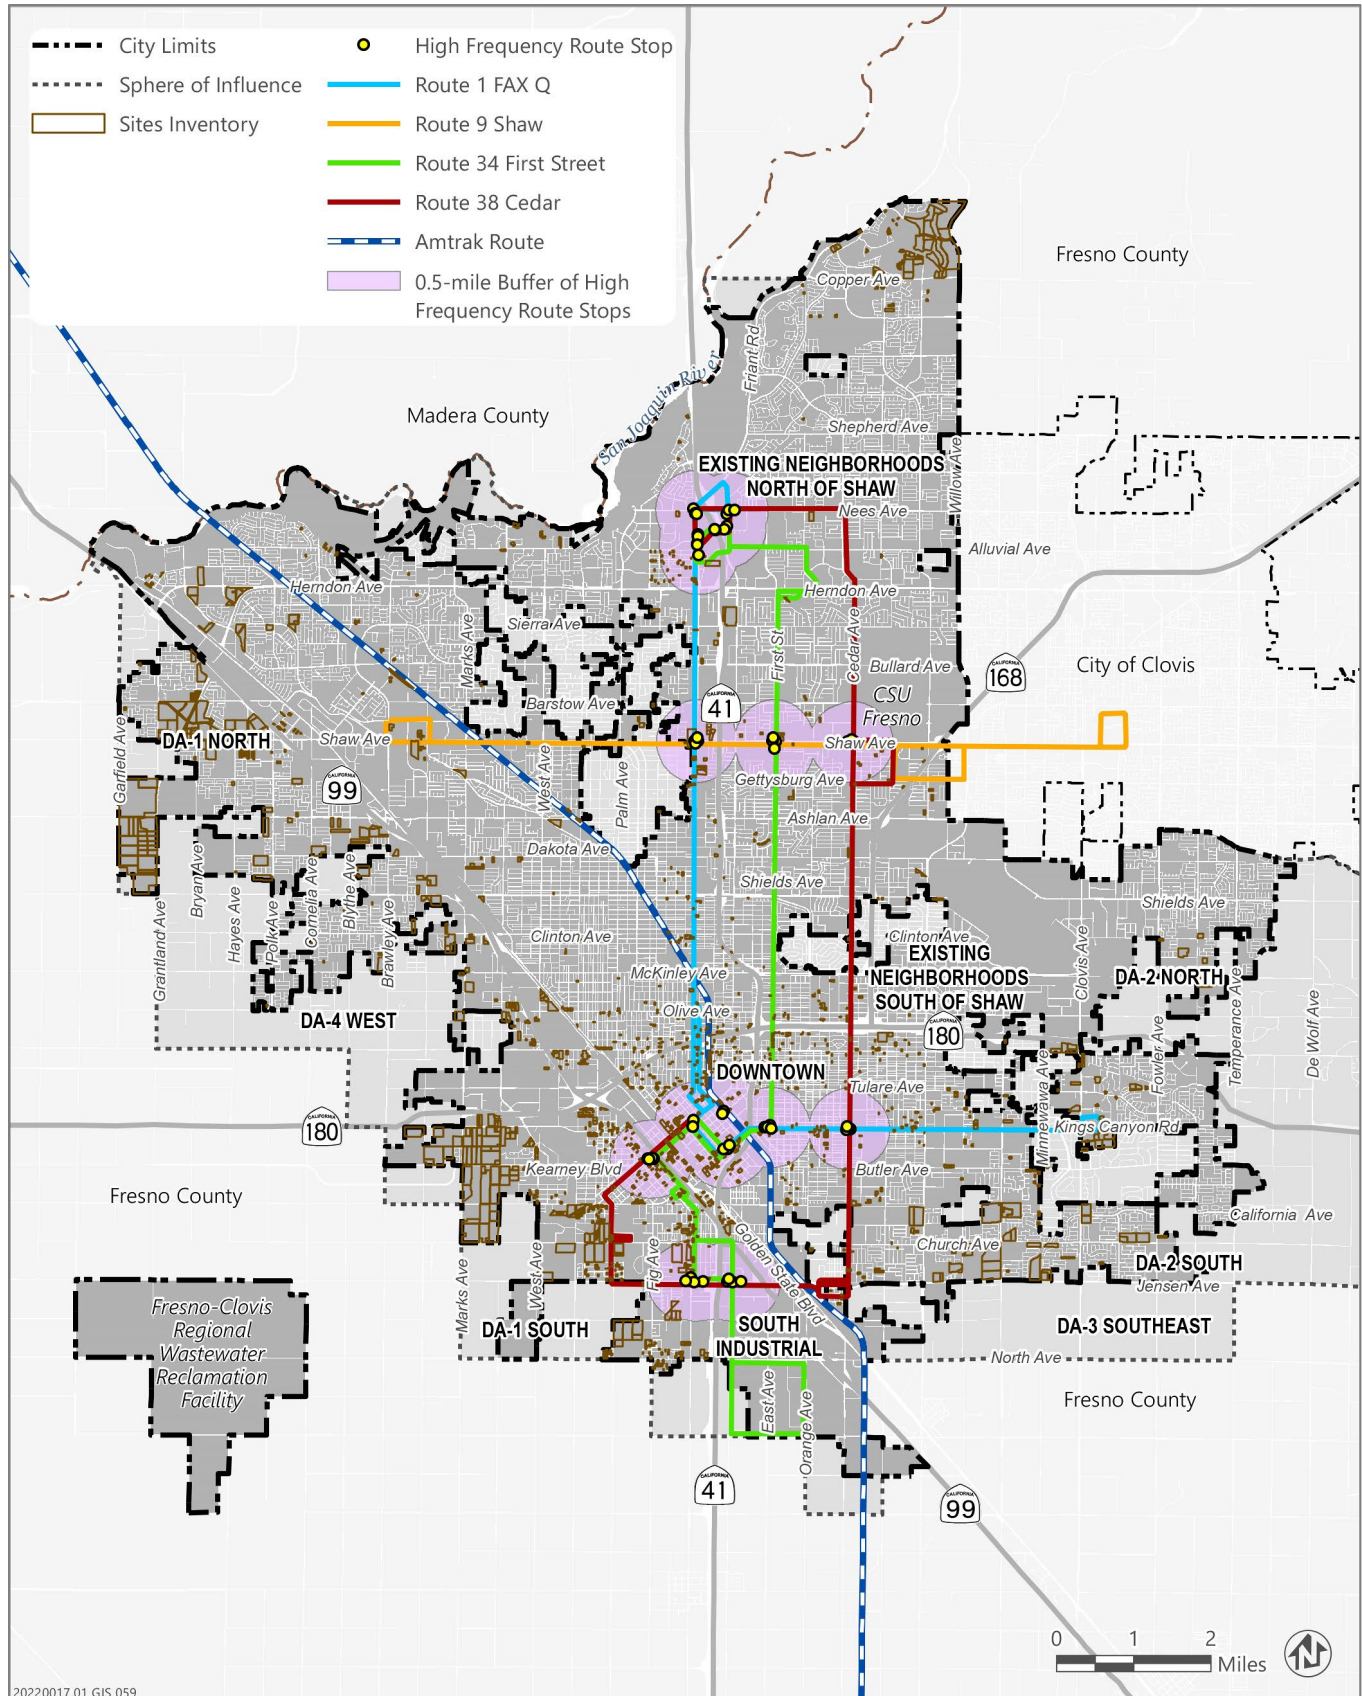 City Limits
Sphere of Influence
Sites Inventory
High Frequency Route Stop
Route 1 FAX Q
Route 9 Shaw
Route 34 First Street
Route 38 Cedar
Amtrak Route
0.5-mile Buffer of High
Frequency Route Stops
Fresno County
Copper Ave
Friant Rd
San Joaquin River
Madera County
Shepherd Ave
Willow Ave
EXISTING NEIGHBORHOODS
NORTH OF SHAW
Nees Ave
Alluvial Ave
Herndon Ave
Herndon Ave
Sierra Ave
Marks Ave
First St
Cedar Ave
Bullard Ave
CALIFORNIA
168
City of Clovis
CSU
Fresno
CALIFORNIA
41
Barstow Ave
Garfield Ave
DA-1 NORTH
Shaw Ave
Shaw Ave
CALIFORNIA
99
West Ave
Palm Ave
Gettysburg Ave
Ashlan Ave
Dakota Ave
Shields Ave
Bryan Ave
Grantland Ave
Hayes Ave
Polk Ave
Cornelia Ave
Blythe Ave
Brawley Ave
Shields Ave
Clinton Ave
Clinton Ave
EXISTING
NEIGHBORHOODS
SOUTH OF SHAW
McKinley Ave
Clovis Ave
DA-2 NORTH
Temperance Ave
De Wolf Ave
Olive Ave
DA-4 WEST
CALIFORNIA
180
Fowler Ave
Minnewawa Ave
DOWNTOWN
Tulare Ave
CALIFORNIA
180
Kings Canyon Rd
Kearney Blvd
Butler Ave
Fresno County
California Ave
Golden State Blvd
Church Ave
Fig Ave
West Ave
Marks Ave
DA-2 SOUTH
Jensen Ave
Fresno-Clovis
Regional
Wastewater
Reclamation
Facility
DA-1 SOUTH
SOUTH
INDUSTRIAL
DA-3 SOUTHEAST
North Ave
East Ave
Orange Ave
Fresno County
CALIFORNIA
41
CALIFORNIA
99
0 1 2
Miles
N
20220017.01 GIS 059